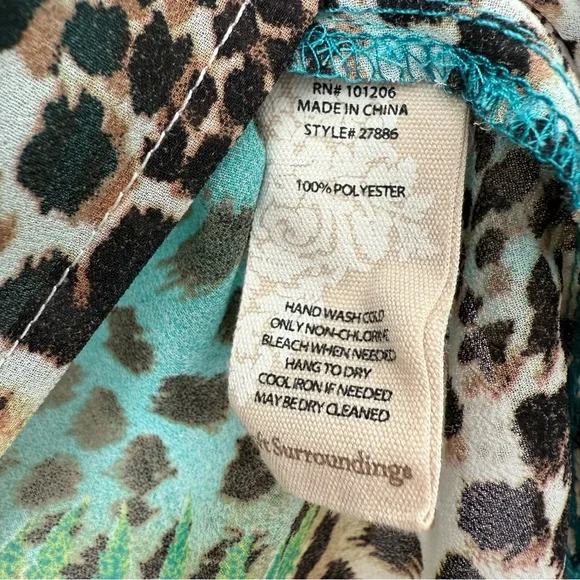 RN# 101206
MADE IN CHINA
STYLE# 27886
100% POLYESTER
HAND WASH COLD
ONLY NON-CHLORINE
BLEACH WHEN NEEDED
HANG TO DRY
COOL IRON IF NEEDED
MAY BE DRY CLEANED
Surroundings